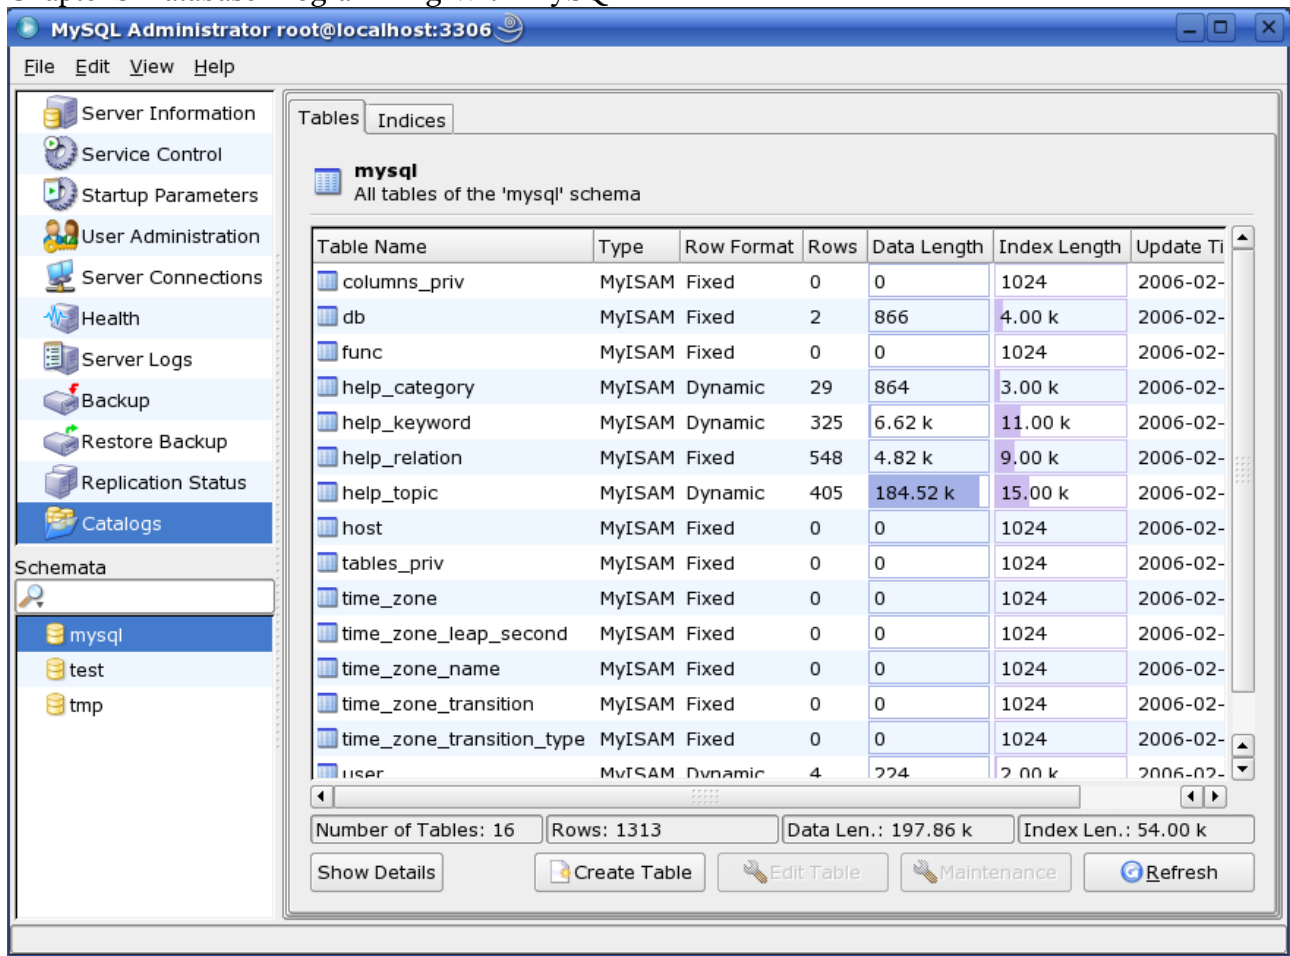 MySQL Administrator root@localhost:3306
File Edit View Help
Server Information
Service Control
Startup Parameters
User Administration
Server Connections
Health
Server Logs
Backup
Restore Backup
Replication Status
Catalogs
Schemata
mysql
test
tmp
Tables Indices
mysql
All tables of the 'mysql' schema
Table Name Type Row Format Rows Data Length Index Length Update Ti
columns_priv MyISAM Fixed 0 0 1024 2006-02-
db MyISAM Fixed 2 866 4.00 k 2006-02-
func MyISAM Fixed 0 0 1024 2006-02-
help_category MyISAM Dynamic 29 864 3.00 k 2006-02-
help_keyword MyISAM Dynamic 325 6.62 k 11.00 k 2006-02-
help_relation MyISAM Fixed 548 4.82 k 9.00 k 2006-02-
help_topic MyISAM Dynamic 405 184.52 k 15.00 k 2006-02-
host MyISAM Fixed 0 0 1024 2006-02-
tables_priv MyISAM Fixed 0 0 1024 2006-02-
time_zone MyISAM Fixed 0 0 1024 2006-02-
time_zone_leap_second MyISAM Fixed 0 0 1024 2006-02-
time_zone_name MyISAM Fixed 0 0 1024 2006-02-
time_zone_transition MyISAM Fixed 0 0 1024 2006-02-
time_zone_transition_type MyISAM Fixed 0 0 1024 2006-02-
user MyISAM Dynamic 4 224 2.00 k 2006-02-
Number of Tables: 16 Rows: 1313 Data Len.: 197.86 k Index Len.: 54.00 k
Show Details Create Table Edit Table Maintenance Refresh